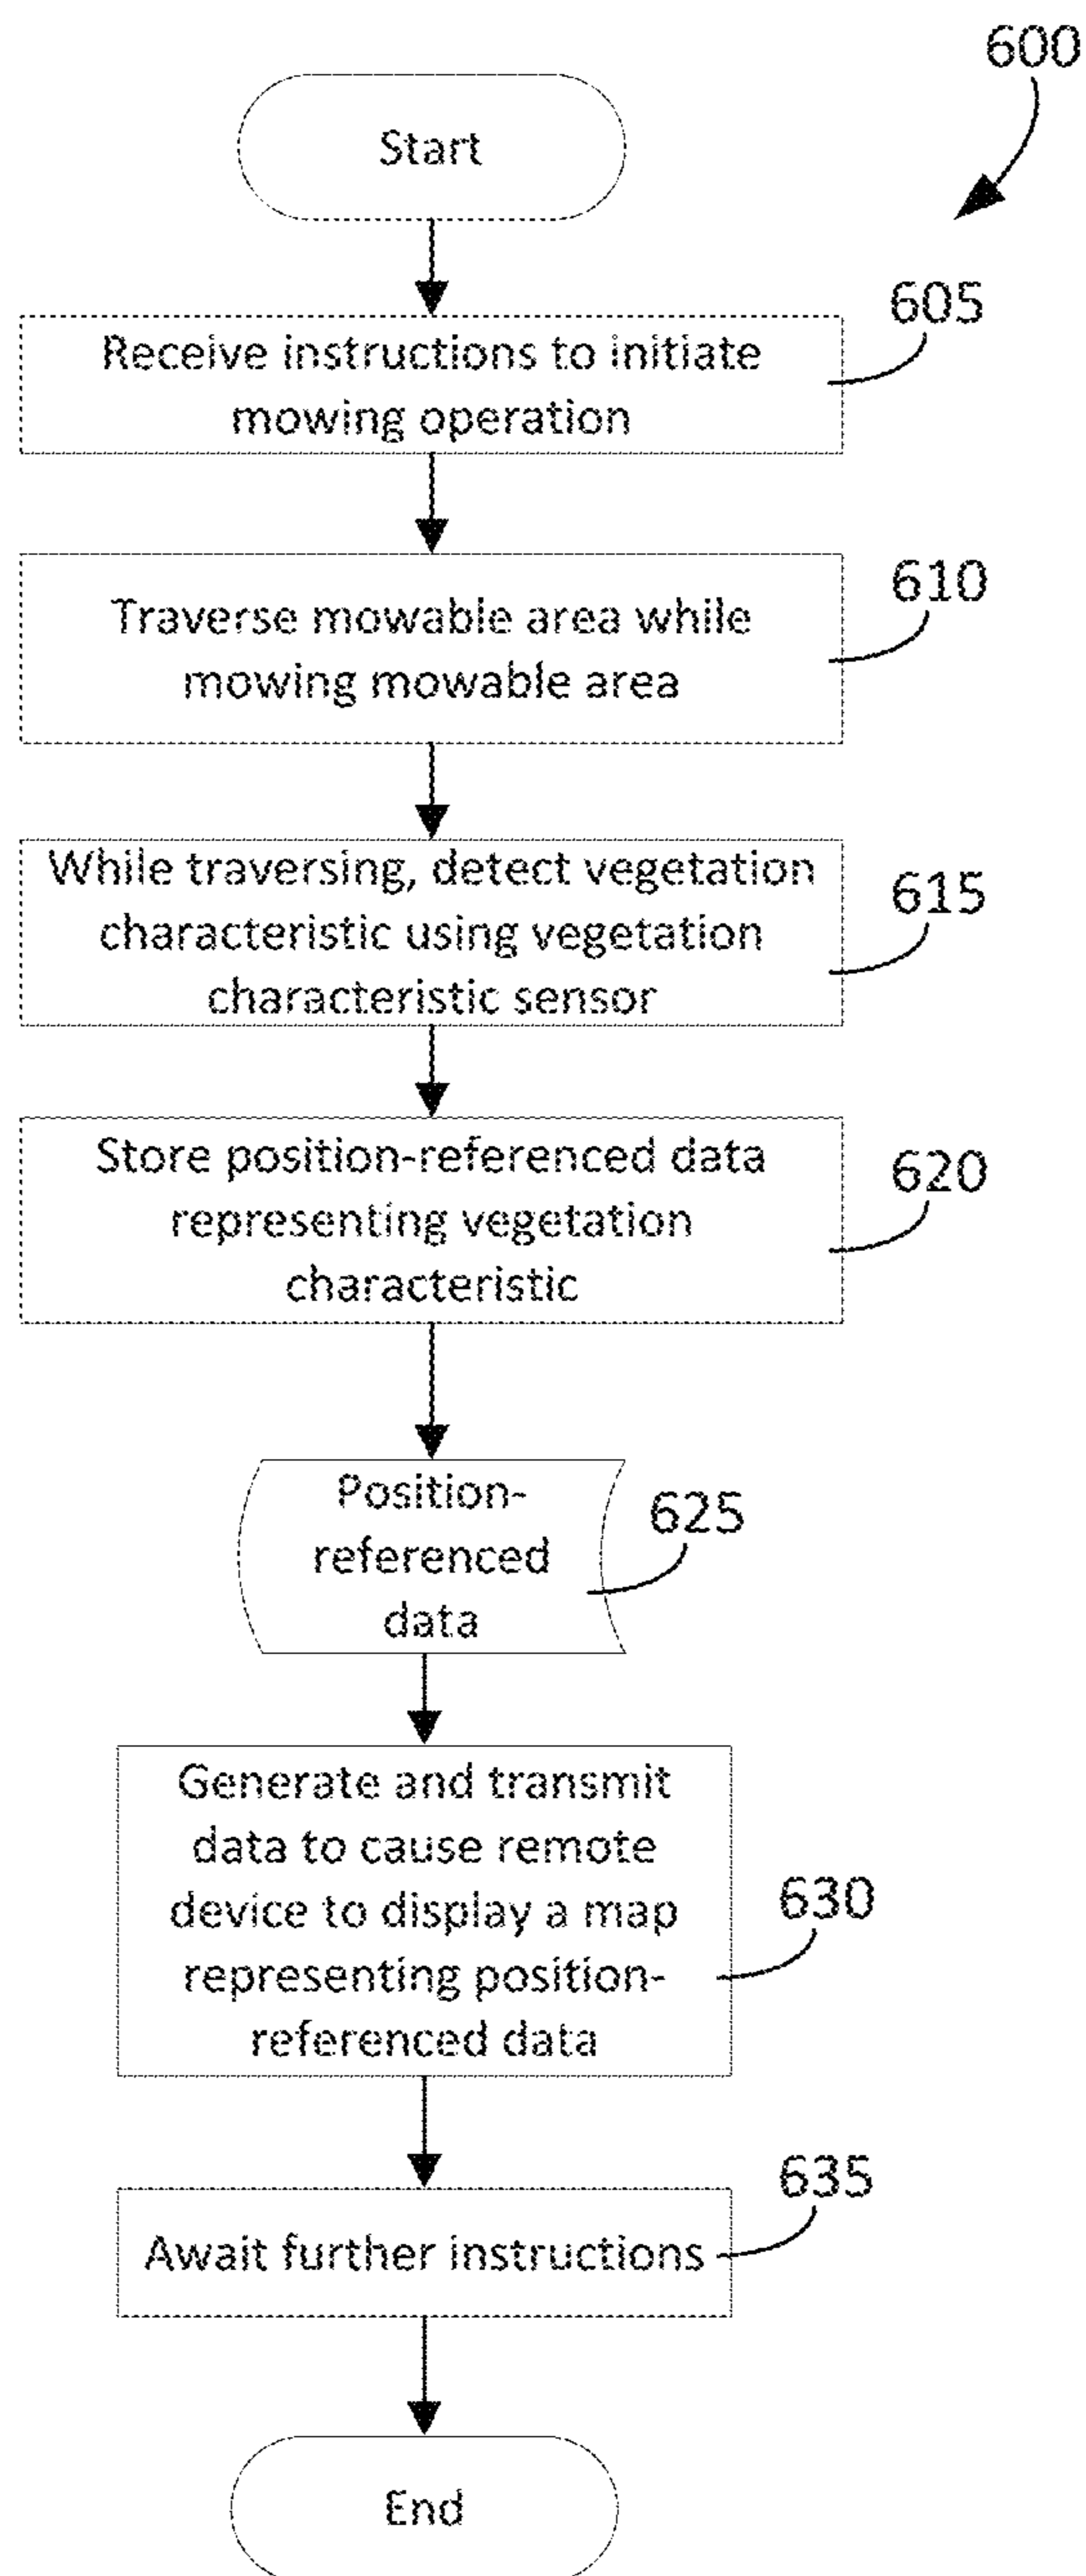 600
Start
605
Receive instructions to initiate
mowing operation
610
Traverse mowable area while
mowing mowable area
615
While traversing, detect vegetation
characteristic using vegetation
characteristic sensor
620
Store position-referenced data
representing vegetation
characteristic
625
Position-
referenced
data
630
Generate and transmit
data to cause remote
device to display a map
representing position-
referenced data
635
Await further instructions
End